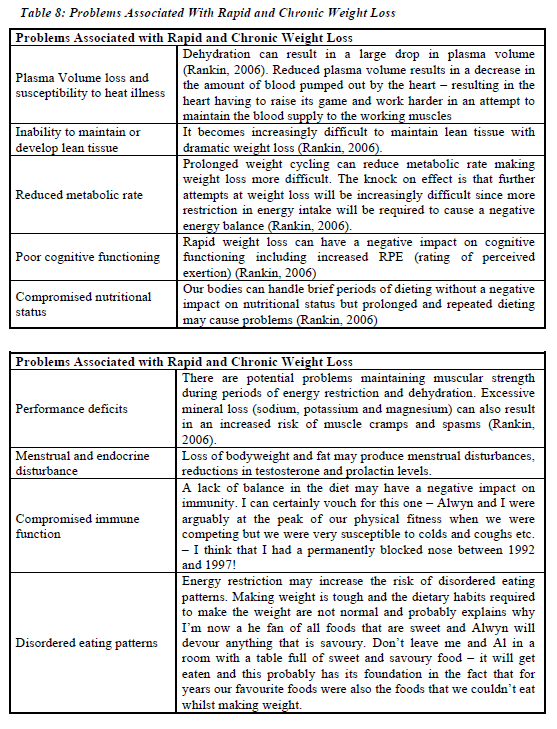 Table 8: Problems Associated With Rapid and Chronic Weight Loss
Problems Associated with Rapid and Chronic Weight Loss
Plasma Volume loss and
susceptibility to heat illness
Dehydration can result in a large drop in plasma volume
(Rankin, 2006). Reduced plasma volume results in a decrease in
the amount of blood pumped out by the heart – resulting in the
heart having to raise its game and work harder in an attempt to
maintain the blood supply to the working muscles
Inability to maintain or
develop lean tissue
It becomes increasingly difficult to maintain lean tissue with
dramatic weight loss (Rankin, 2006).
Reduced metabolic rate
Prolonged weight cycling can reduce metabolic rate making
weight loss more difficult. The knock on effect is that further
attempts at weight loss will be increasingly difficult since more
restriction in energy intake will be required to cause a negative
energy balance (Rankin, 2006).
Poor cognitive functioning
Rapid weight loss can have a negative impact on cognitive
functioning including increased RPE (rating of perceived
exertion) (Rankin, 2006)
Compromised nutritional
status
Our bodies can handle brief periods of dieting without a negative
impact on nutritional status but prolonged and repeated dieting
may cause problems (Rankin, 2006)
Problems Associated with Rapid and Chronic Weight Loss
Performance deficits
There are potential problems maintaining muscular strength
during periods of energy restriction and dehydration. Excessive
mineral loss (sodium, potassium and magnesium) can also result
in an increased risk of muscle cramps and spasms (Rankin,
2006).
Menstrual and endocrine
disturbance
Loss of bodyweight and fat may produce menstrual disturbances,
reductions in testosterone and prolactin levels.
Compromised immune
function
A lack of balance in the diet may have a negative impact on
immunity. I can certainly vouch for this one – Alwyn and I were
arguably at the peak of our physical fitness when we were
competing but we were very susceptible to colds and coughs etc.
– I think that I had a permanently blocked nose between 1992
and 1997!
Disordered eating patterns
Energy restriction may increase the risk of disordered eating
patterns. Making weight is tough and the dietary habits required
to make the weight are not normal and probably explains why
I’m now a he fan of all foods that are sweet and Alwyn will
devour anything that is savoury. Don’t leave me and Al in a
room with a table full of sweet and savoury food – it will get
eaten and this probably has its foundation in the fact that for
years our favourite foods were also the foods that we couldn’t eat
whilst making weight.